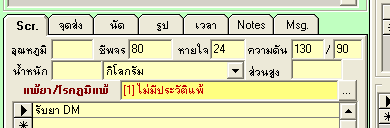 Scr. จุดส่ง นัด รูป เวลา Notes Msg.
อุณหภูมิ ชีพจร 80 หายใจ 24 ความดัน 130 / 90
น้ำหนัก กิโลกรัม ส่วนสูง
แพ้ยา/โรคภูมิแพ้ [1] ไม่มีประวัติแพ้ ...
รับยา DM